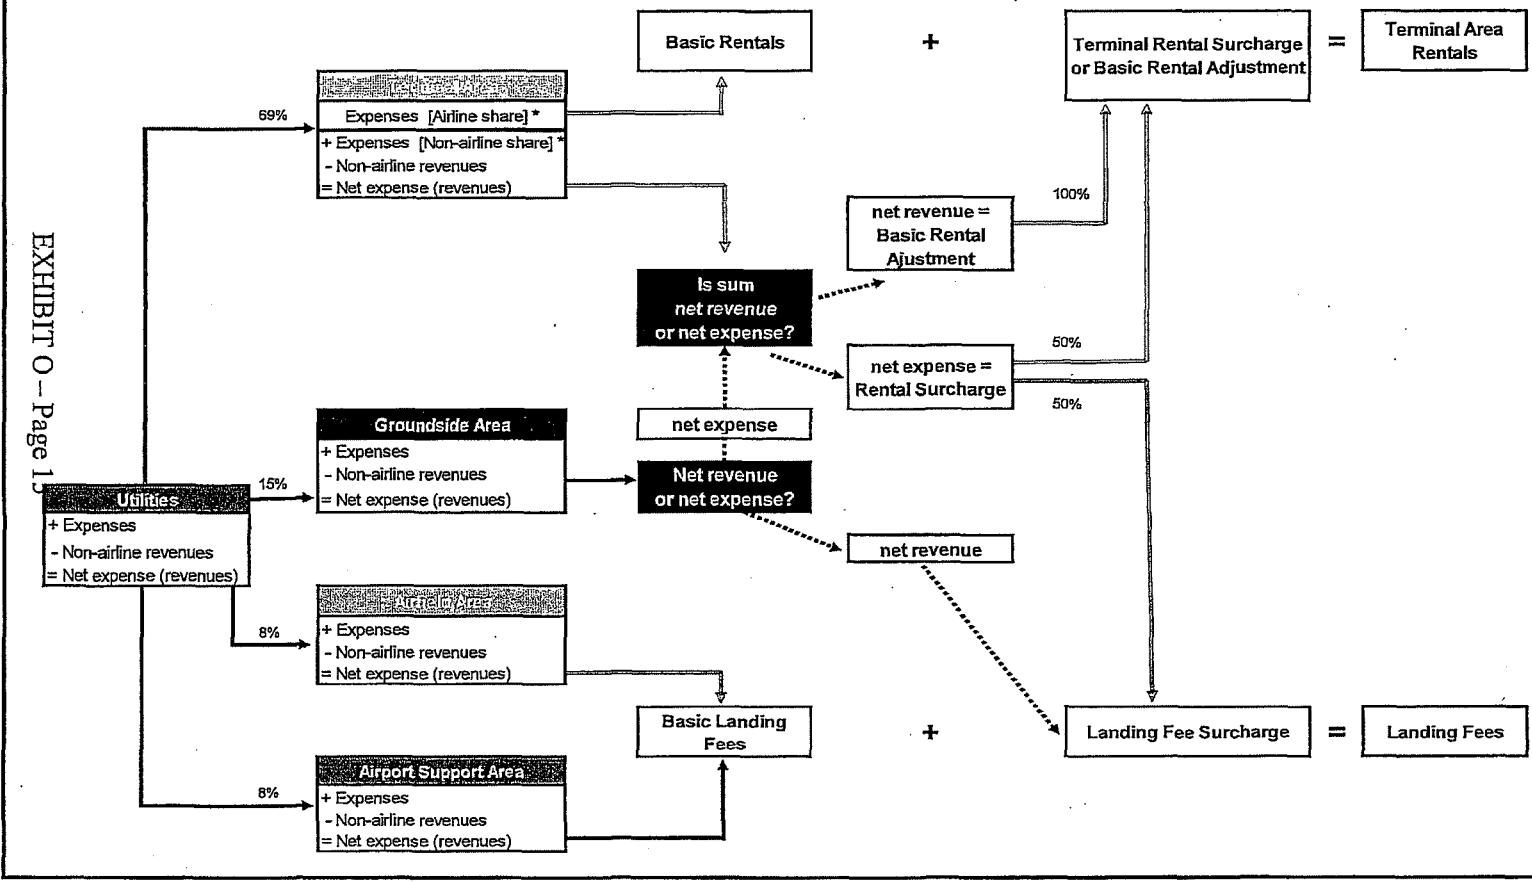 Basic Rentals
+
Terminal Rental Surcharge
or Basic Rental Adjustment
=
Terminal Area
Rentals
69%
Expenses [Airline share] *
+ Expenses [Non-airline share] *
- Non-airline revenues
= Net expense (revenues)
100%
net revenue =
Basic Rental
Ajustment
Is sum
net revenue
or net expense?
50%
net expense =
Rental Surcharge
50%
EXHIBIT O – Page
Groundside Area
+ Expenses
- Non-airline revenues
= Net expense (revenues)
net expense
Net revenue
or net expense?
15%
Utilities
+ Expenses
- Non-airline revenues
= Net expense (revenues)
net revenue
8%
Airfield Area
+ Expenses
- Non-airline revenues
= Net expense (revenues)
Basic Landing
Fees
+
Landing Fee Surcharge
=
Landing Fees
8%
Airport Support Area
+ Expenses
- Non-airline revenues
= Net expense (revenues)